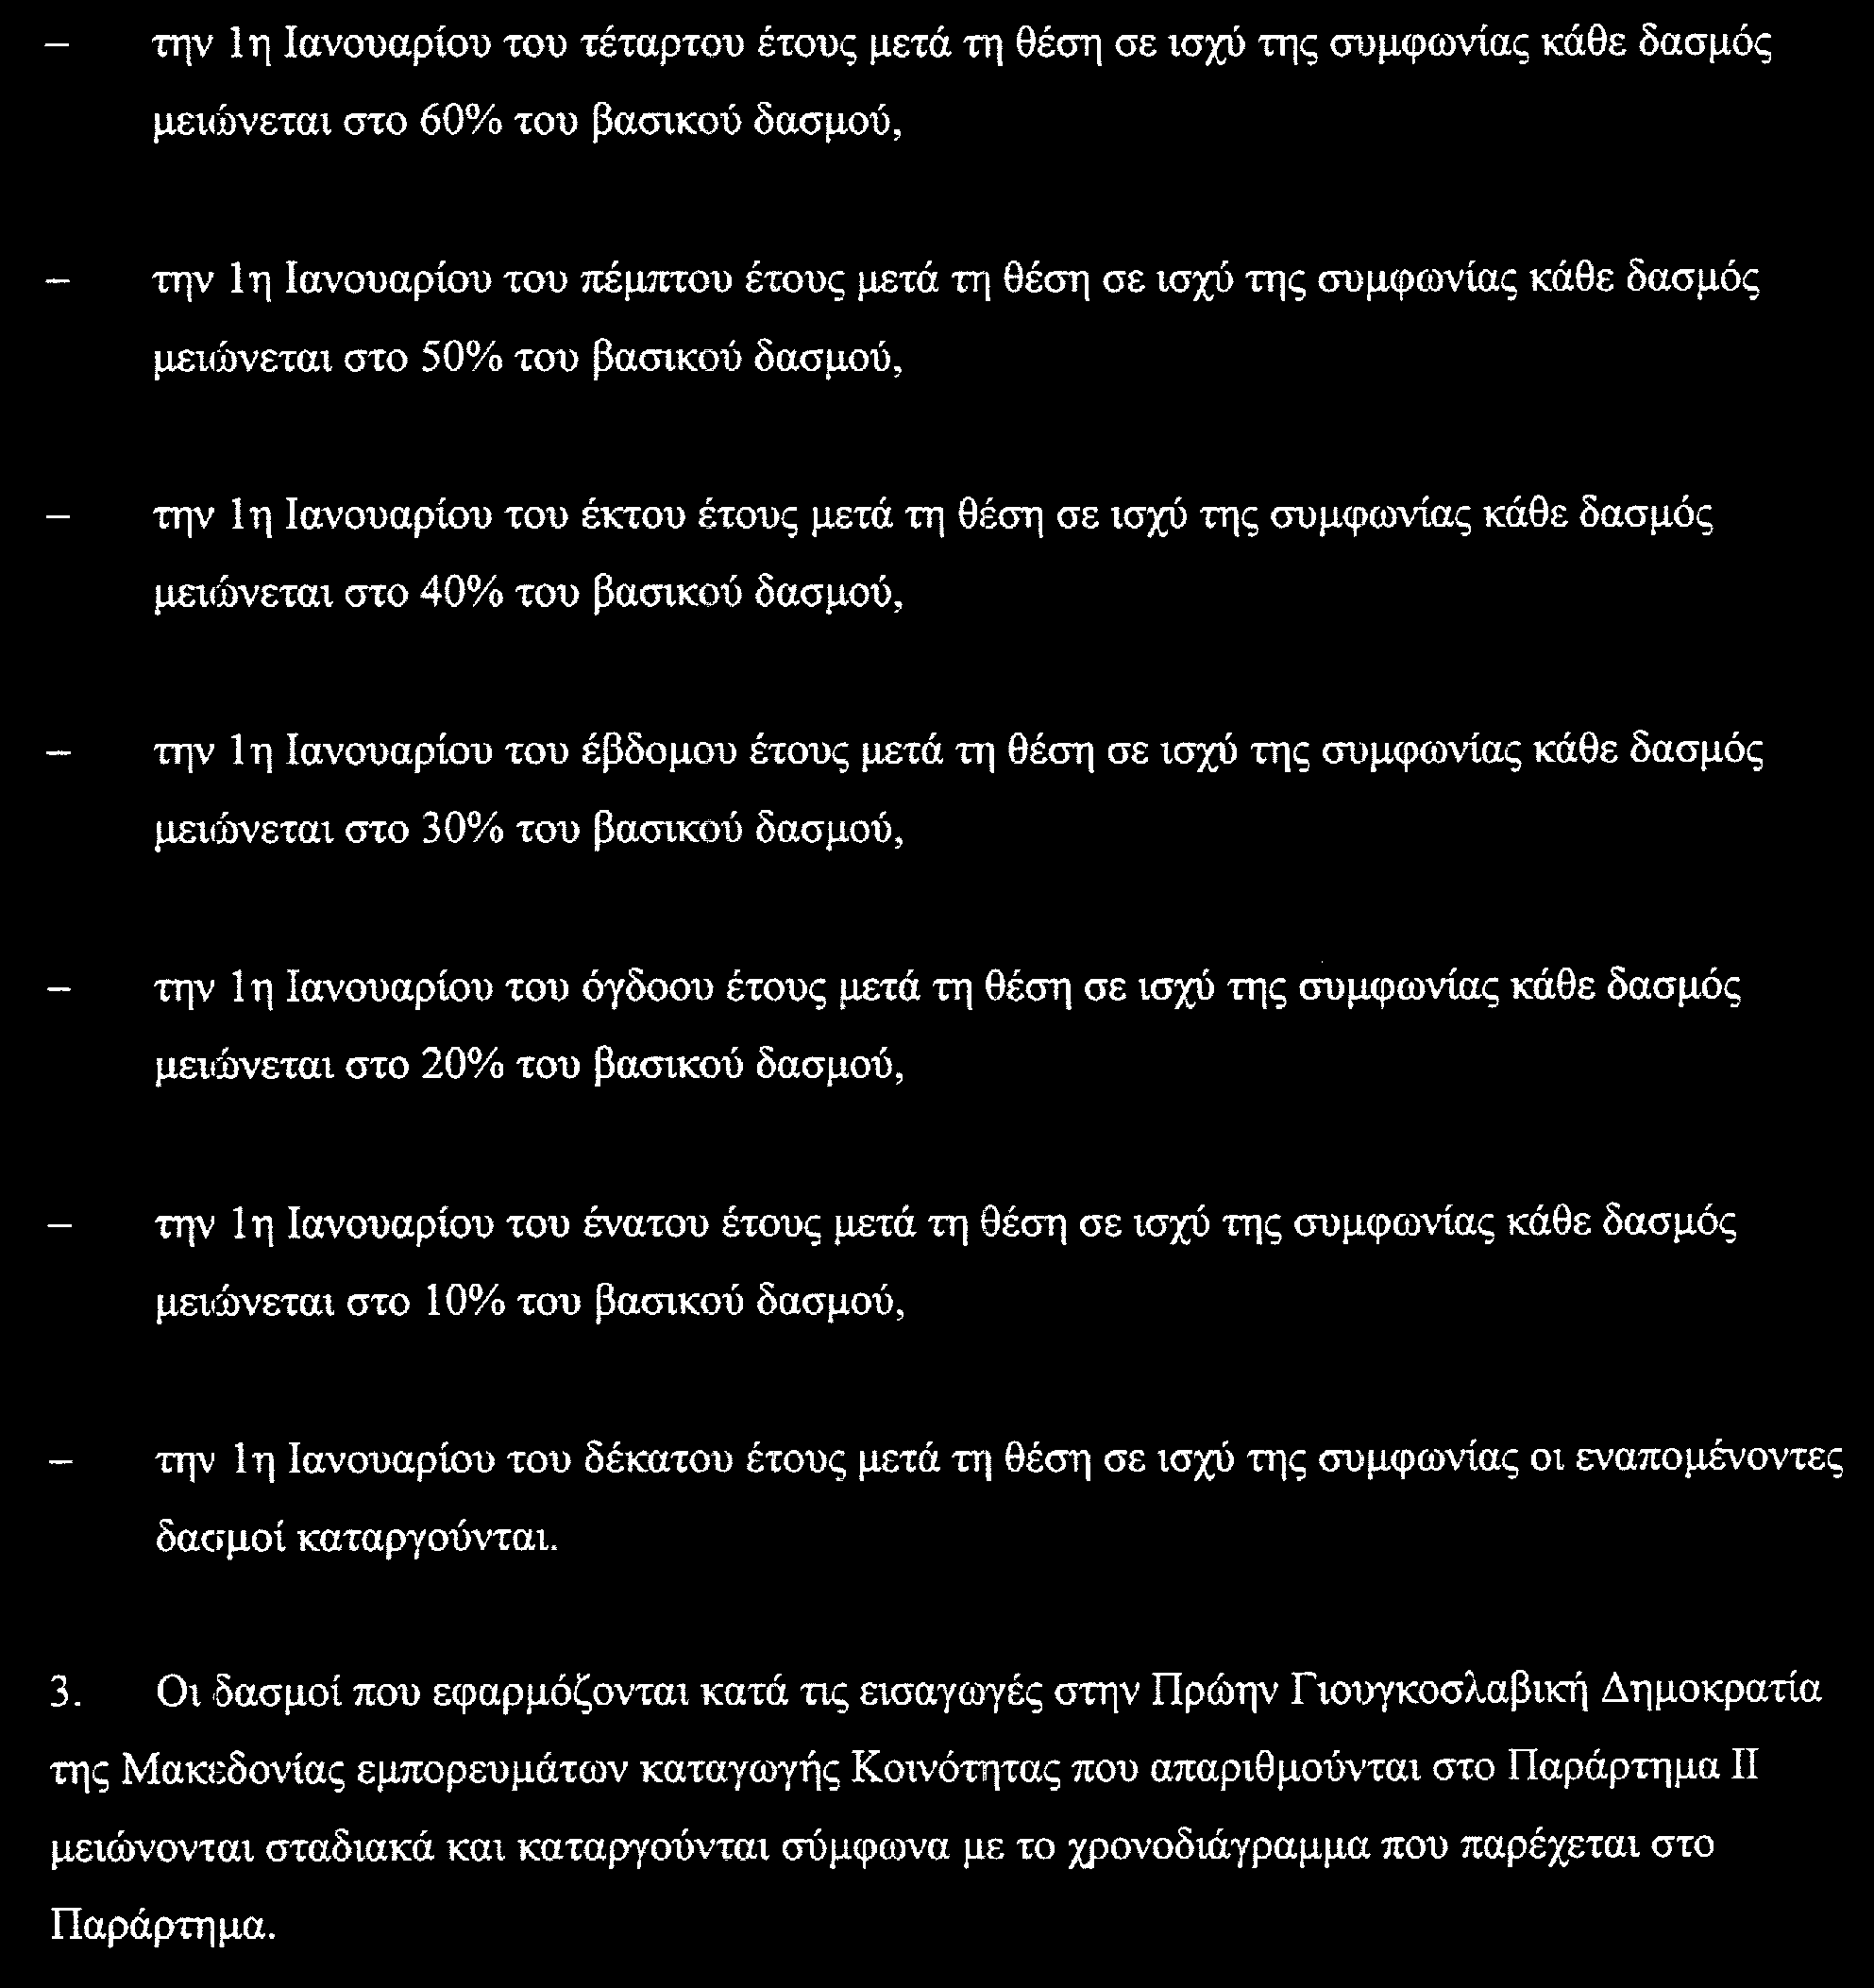 – την 1η Ιανουαρίου του τέταρτου έτους μετά τη θέση σε ισχύ της συμφωνίας κάθε δασμός
μειώνεται στο 60% του βασικού δασμού,
– την 1η Ιανουαρίου του πέμπτου έτους μετά τη θέση σε ισχύ της συμφωνίας κάθε δασμός
μειώνεται στο 50% του βασικού δασμού,
– την 1η Ιανουαρίου του έκτου έτους μετά τη θέση σε ισχύ της συμφωνίας κάθε δασμός
μειώνεται στο 40% του βασικού δασμού,
– την 1η Ιανουαρίου του έβδομου έτους μετά τη θέση σε ισχύ της συμφωνίας κάθε δασμός
μειώνεται στο 30% του βασικού δασμού,
– την 1η Ιανουαρίου του όγδοου έτους μετά τη θέση σε ισχύ της συμφωνίας κάθε δασμός
μειώνεται στο 20% του βασικού δασμού,
– την 1η Ιανουαρίου του ένατου έτους μετά τη θέση σε ισχύ της συμφωνίας κάθε δασμός
μειώνεται στο 10% του βασικού δασμού,
– την 1η Ιανουαρίου του δέκατου έτους μετά τη θέση σε ισχύ της συμφωνίας οι εναπομένοντες
δασμοί καταργούνται.
3. Οι δασμοί που εφαρμόζονται κατά τις εισαγωγές στην Πρώην Γιουγκοσλαβική Δημοκρατία
της Μακεδονίας εμπορευμάτων καταγωγής Κοινότητας που απαριθμούνται στο Παράρτημα ΙΙ
μειώνονται σταδιακά και καταργούνται σύμφωνα με το χρονοδιάγραμμα που παρέχεται στο
Παράρτημα.